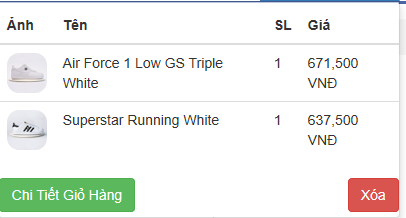 Ảnh Tên SL Giá
Air Force 1 Low GS Triple 1 671,500
White VNĐ
Superstar Running White 1 637,500
VNĐ
Chi Tiết Giỏ Hàng Xóa